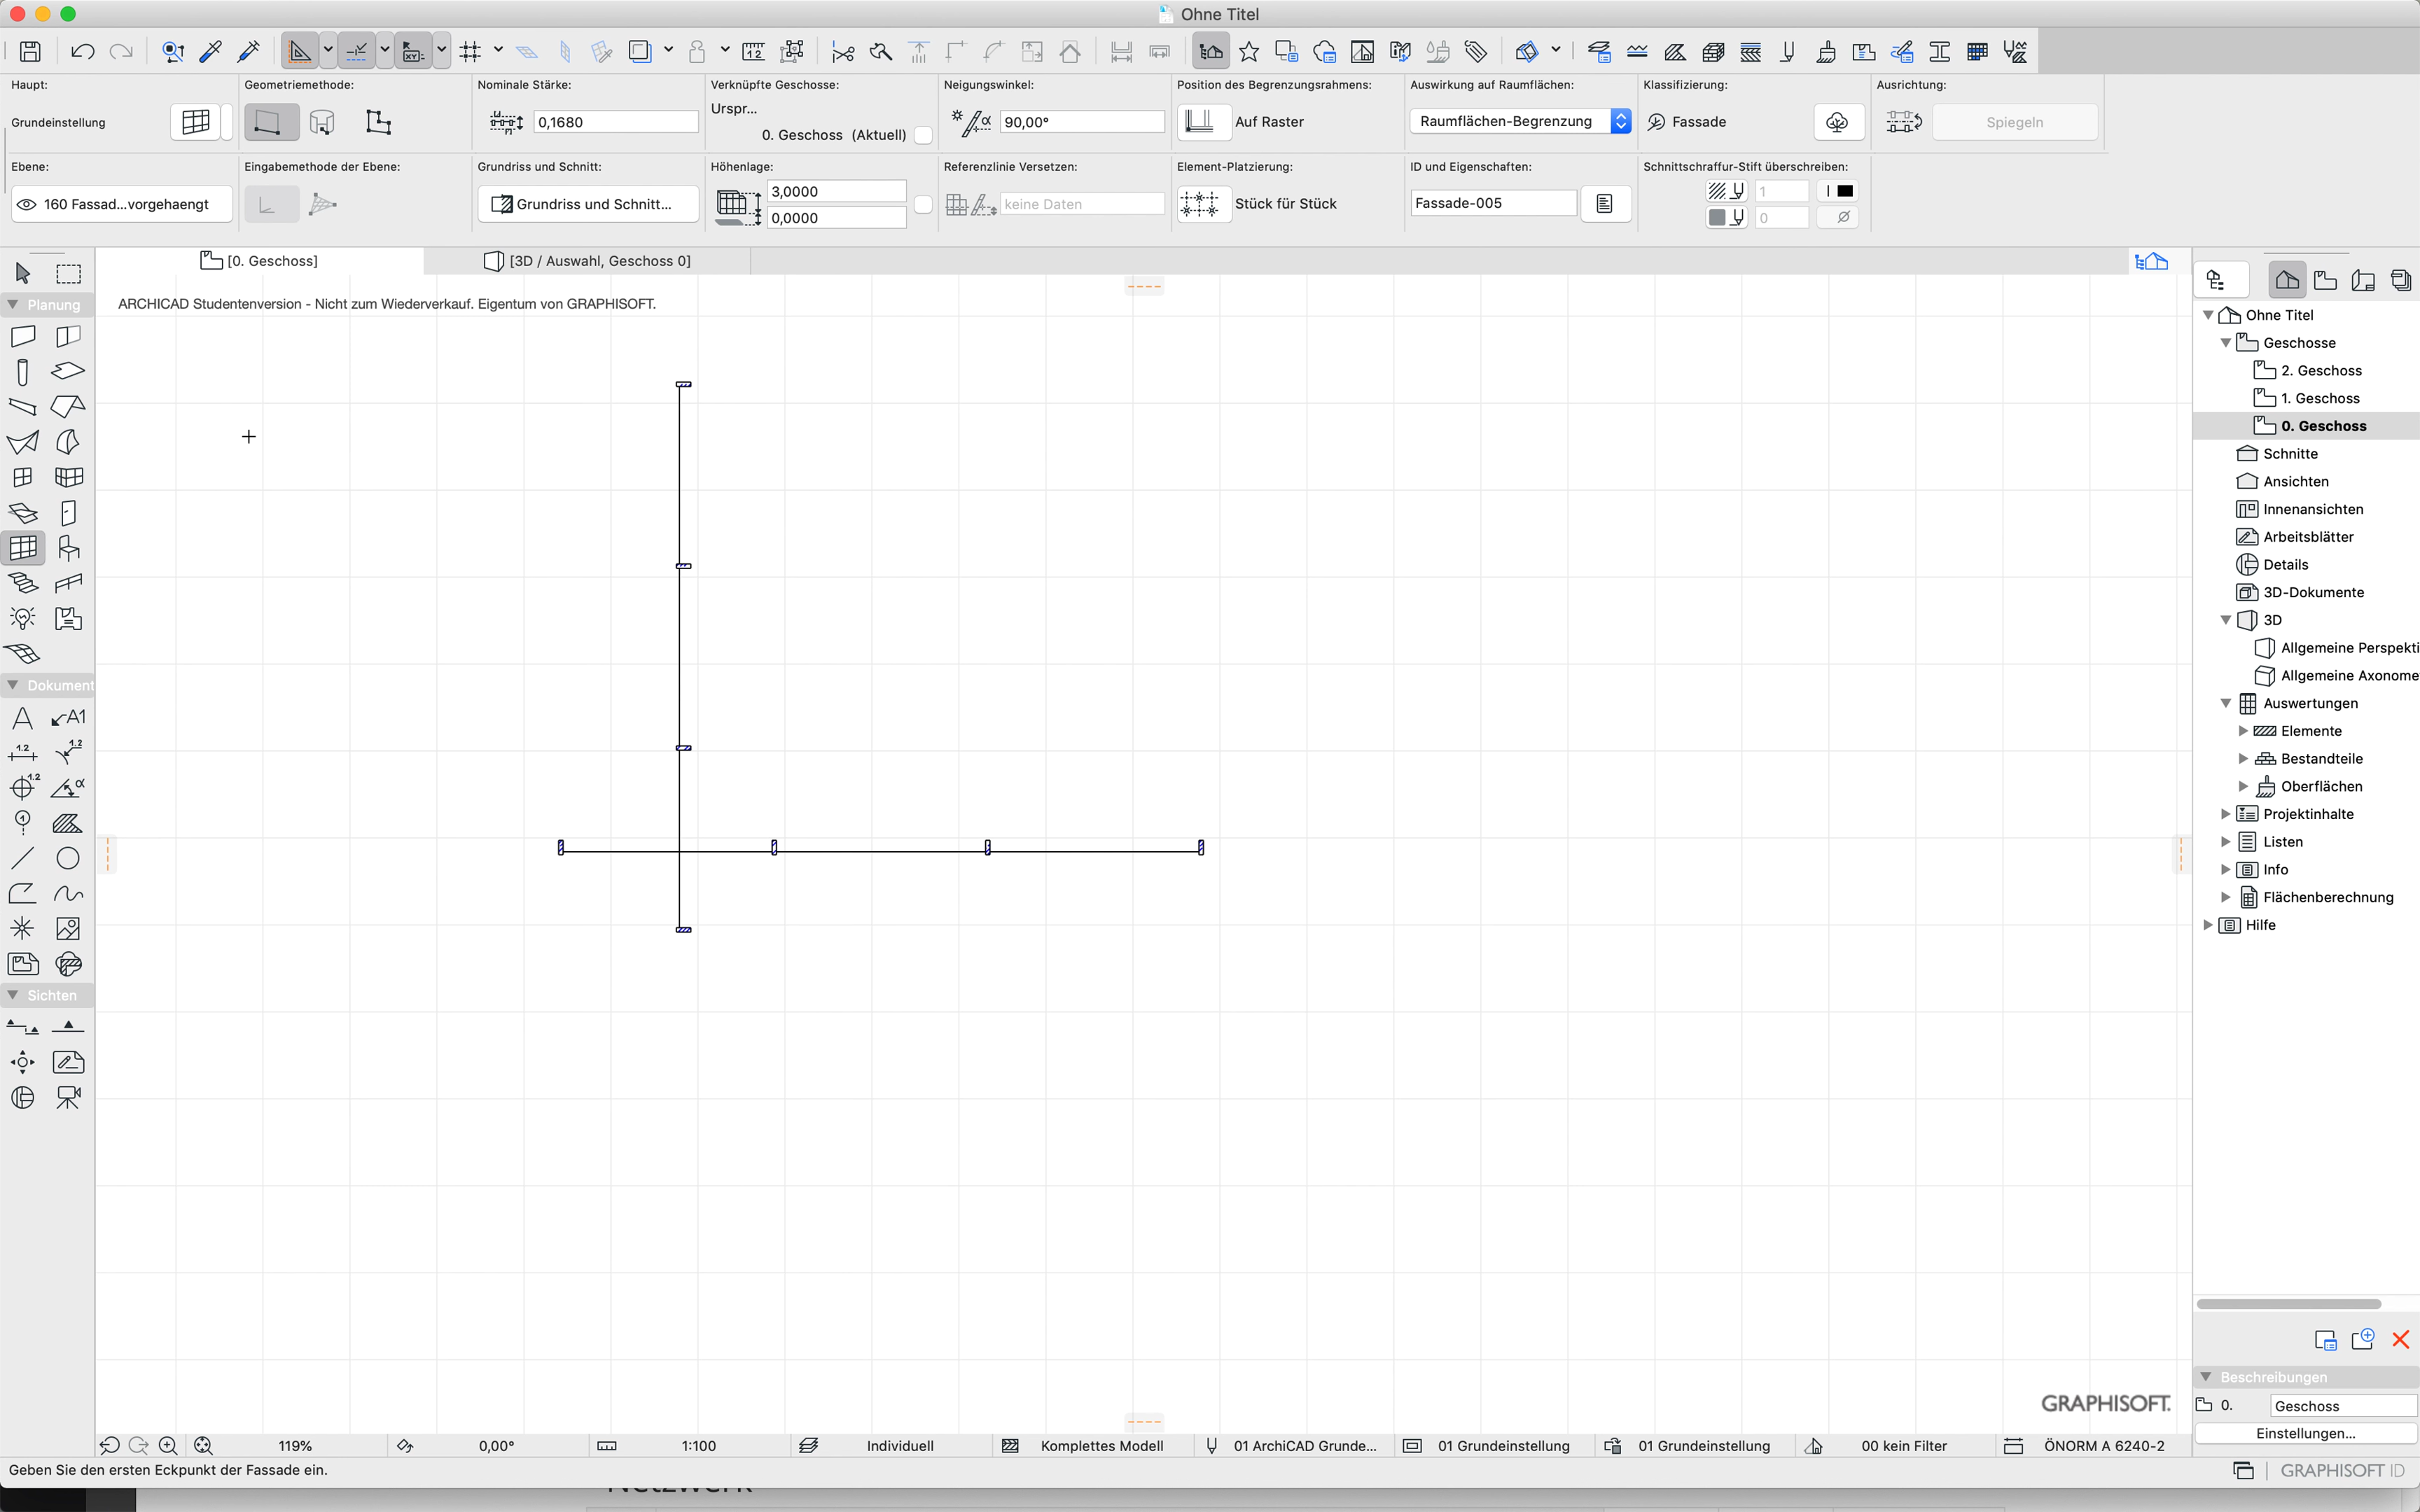 Ohne Titel
Haupt:
Grundeinstellung
Geometriemethode:
Nominale Stärke:
0,1680
Verknüpfte Geschosse:
Urspr...
0. Geschoss (Aktuell)
Neigungswinkel:
90,00°
Position des Begrenzungsrahmens:
Auf Raster
Auswirkung auf Raumflächen:
Raumflächen-Begrenzung
Klassifizierung:
Fassade
Ausrichtung:
Spiegeln
Ebene:
160 Fassad...vorgehaengt
Eingabemethode der Ebene:
Grundriss und Schnitt:
Grundriss und Schnitt...
Höhenlage:
3,0000
0,0000
Referenzlinie Versetzen:
keine Daten
Element-Platzierung:
Stück für Stück
ID und Eigenschaften:
Fassade-005
Schnittschraffur-Stift überschreiben:
1
0
[0. Geschoss]
[3D / Auswahl, Geschoss 0]
ARCHICAD Studentenversion - Nicht zum Wiederverkauf. Eigentum von GRAPHISOFT.
Planung
Dokument
A1
1.2
1.2
1.2
Sichten
Ohne Titel
Geschosse
2. Geschoss
1. Geschoss
0. Geschoss
Schnitte
Ansichten
Innenansichten
Arbeitsblätter
Details
3D-Dokumente
3D
Allgemeine Perspekti
Allgemeine Axonome
Auswertungen
Elemente
Bestandteile
Oberflächen
Projektinhalte
Listen
Info
Flächenberechnung
Hilfe
Beschreibungen
0. Geschoss
Einstellungen...
GRAPHISOFT.
119%
0,00°
1:100
Individuell
Komplettes Modell
01 ArchiCAD Grunde...
01 Grundeinstellung
01 Grundeinstellung
00 kein Filter
ÖNORM A 6240-2
Geben Sie den ersten Eckpunkt der Fassade ein.
GRAPHISOFT ID